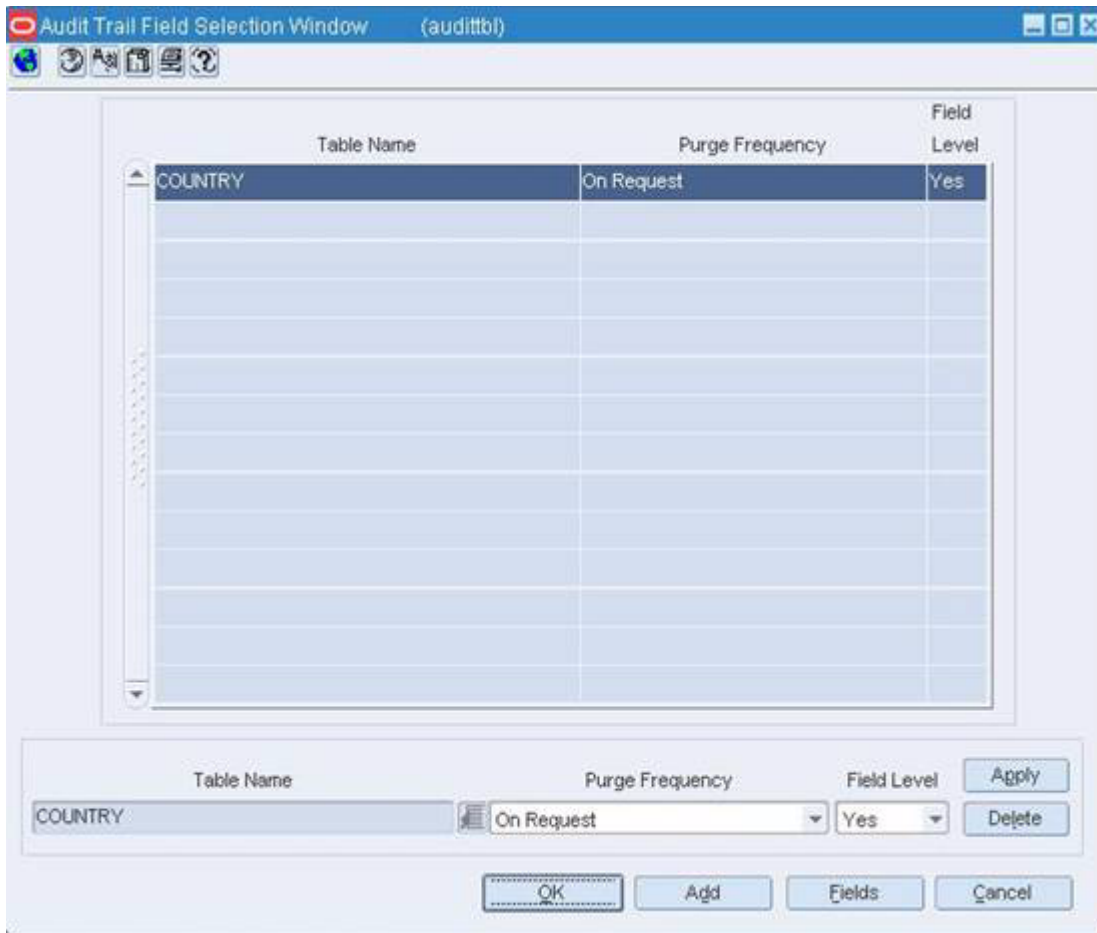 Audit Trail Field Selection Window (audittbl)
Field
Table Name Purge Frequency Level
COUNTRY On Request Yes
Table Name Purge Frequency Field Level Apply
COUNTRY On Request Yes Delete
OK Add Fields Cancel